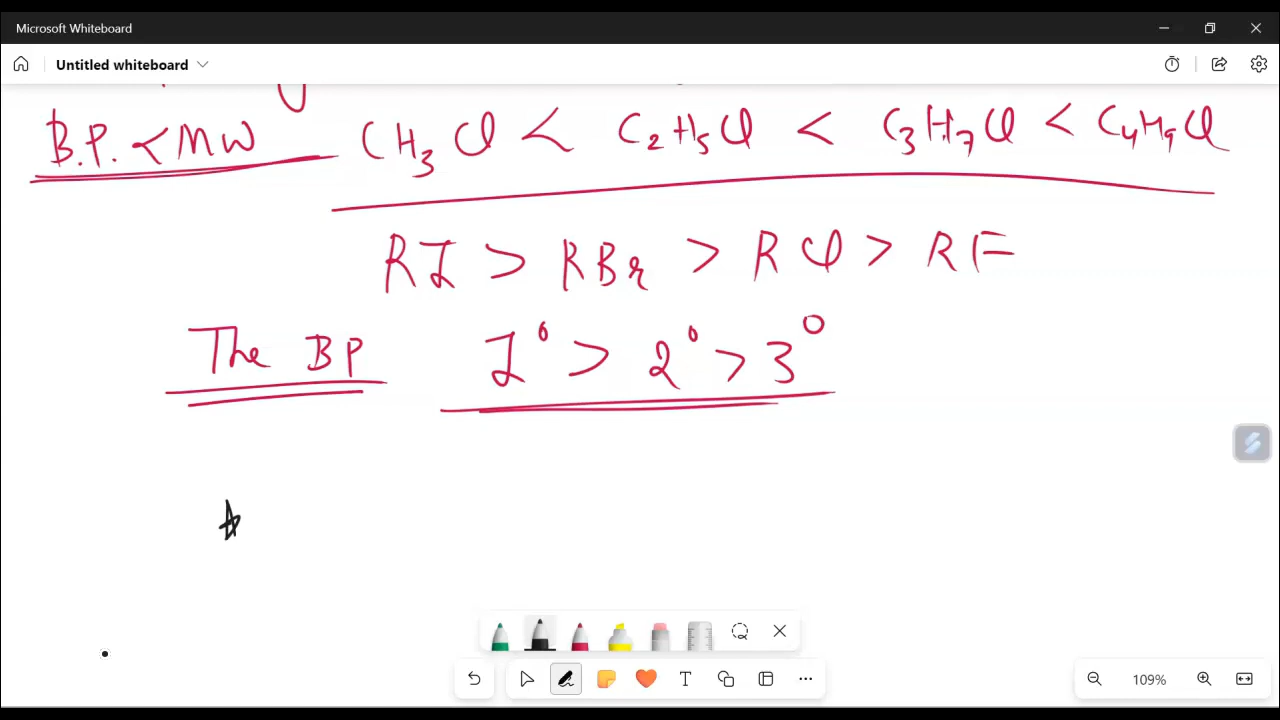 Microsoft Whiteboard
Untitled whiteboard
B.P. < MW CH₃Cl < C₂H₅Cl < C₃H₇Cl < C₄H₉Cl
RI > RBr > RCl > RF
The BP 1° > 2° > 3°
T
109%